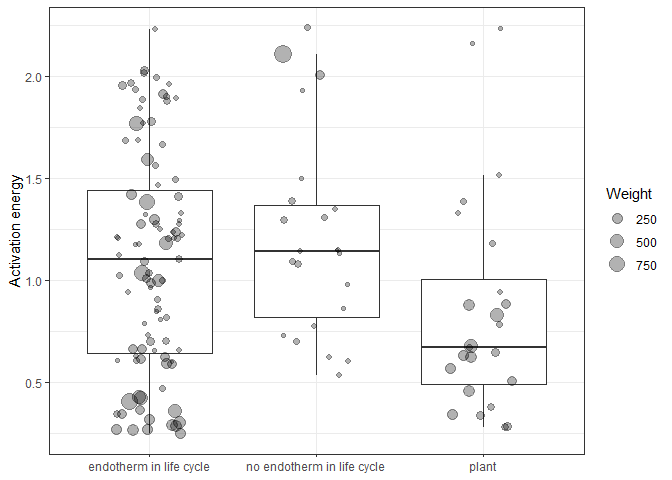 Activation energy
2.0
1.5
1.0
0.5
endotherm in life cycle
no endotherm in life cycle
plant
Weight
250
500
750